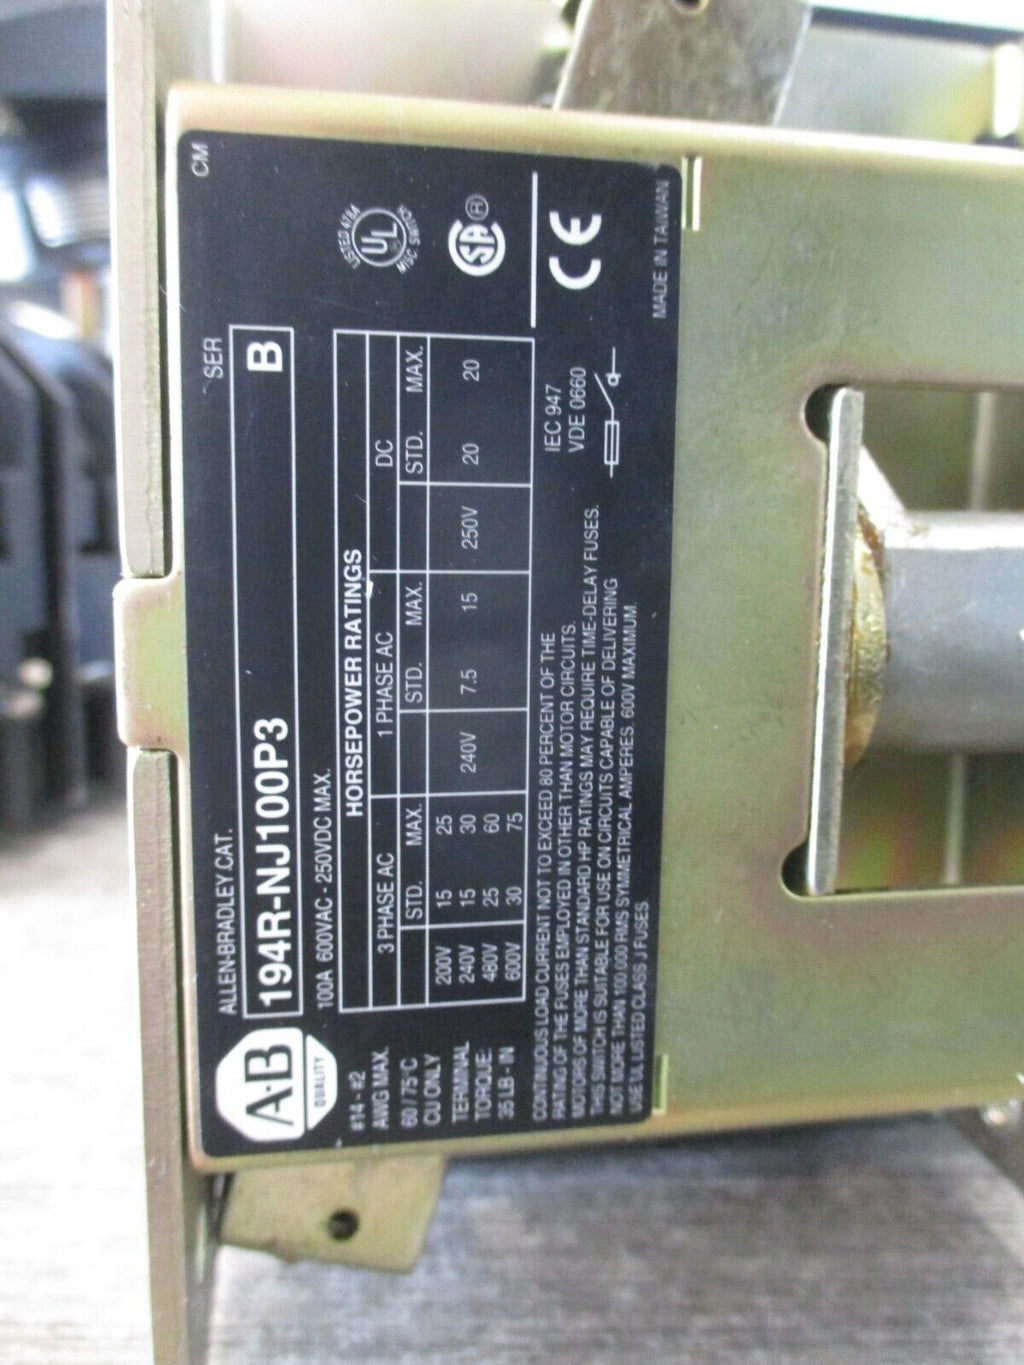 CM
ALLEN-BRADLEY CAT.
SER
194R-NJ100P3
B
A-B
QUALITY
100A 600VAC - 250VDC MAX.
HORSEPOWER RATINGS
3 PHASE AC 1 PHASE AC DC
STD. MAX. STD. MAX. STD. MAX.
200V 15 25
240V 15 30 240V 7.5 15 250V 20 20
480V 25 60
600V 30 75
LISTED 4784
UL
MDC SWITCH
SA ®
#14 - #2
AWG MAX.
60 / 75°C
CU ONLY
TERMINAL
TORQUE:
35 LB - IN
CONTINUOUS LOAD CURRENT NOT TO EXCEED 80 PERCENT OF THE
RATING OF THE FUSES EMPLOYED IN OTHER THAN MOTOR CIRCUITS.
MOTORS OF MORE THAN STANDARD HP RATINGS MAY REQUIRE TIME-DELAY FUSES.
THIS SWITCH IS SUITABLE FOR USE ON CIRCUITS CAPABLE OF DELIVERING
NOT MORE THAN 100,000 RMS SYMMETRICAL AMPERES. 600V MAXIMUM.
USE UL LISTED CLASS J FUSES
IEC 947
VDE 0660
CE
MADE IN TAIWAN